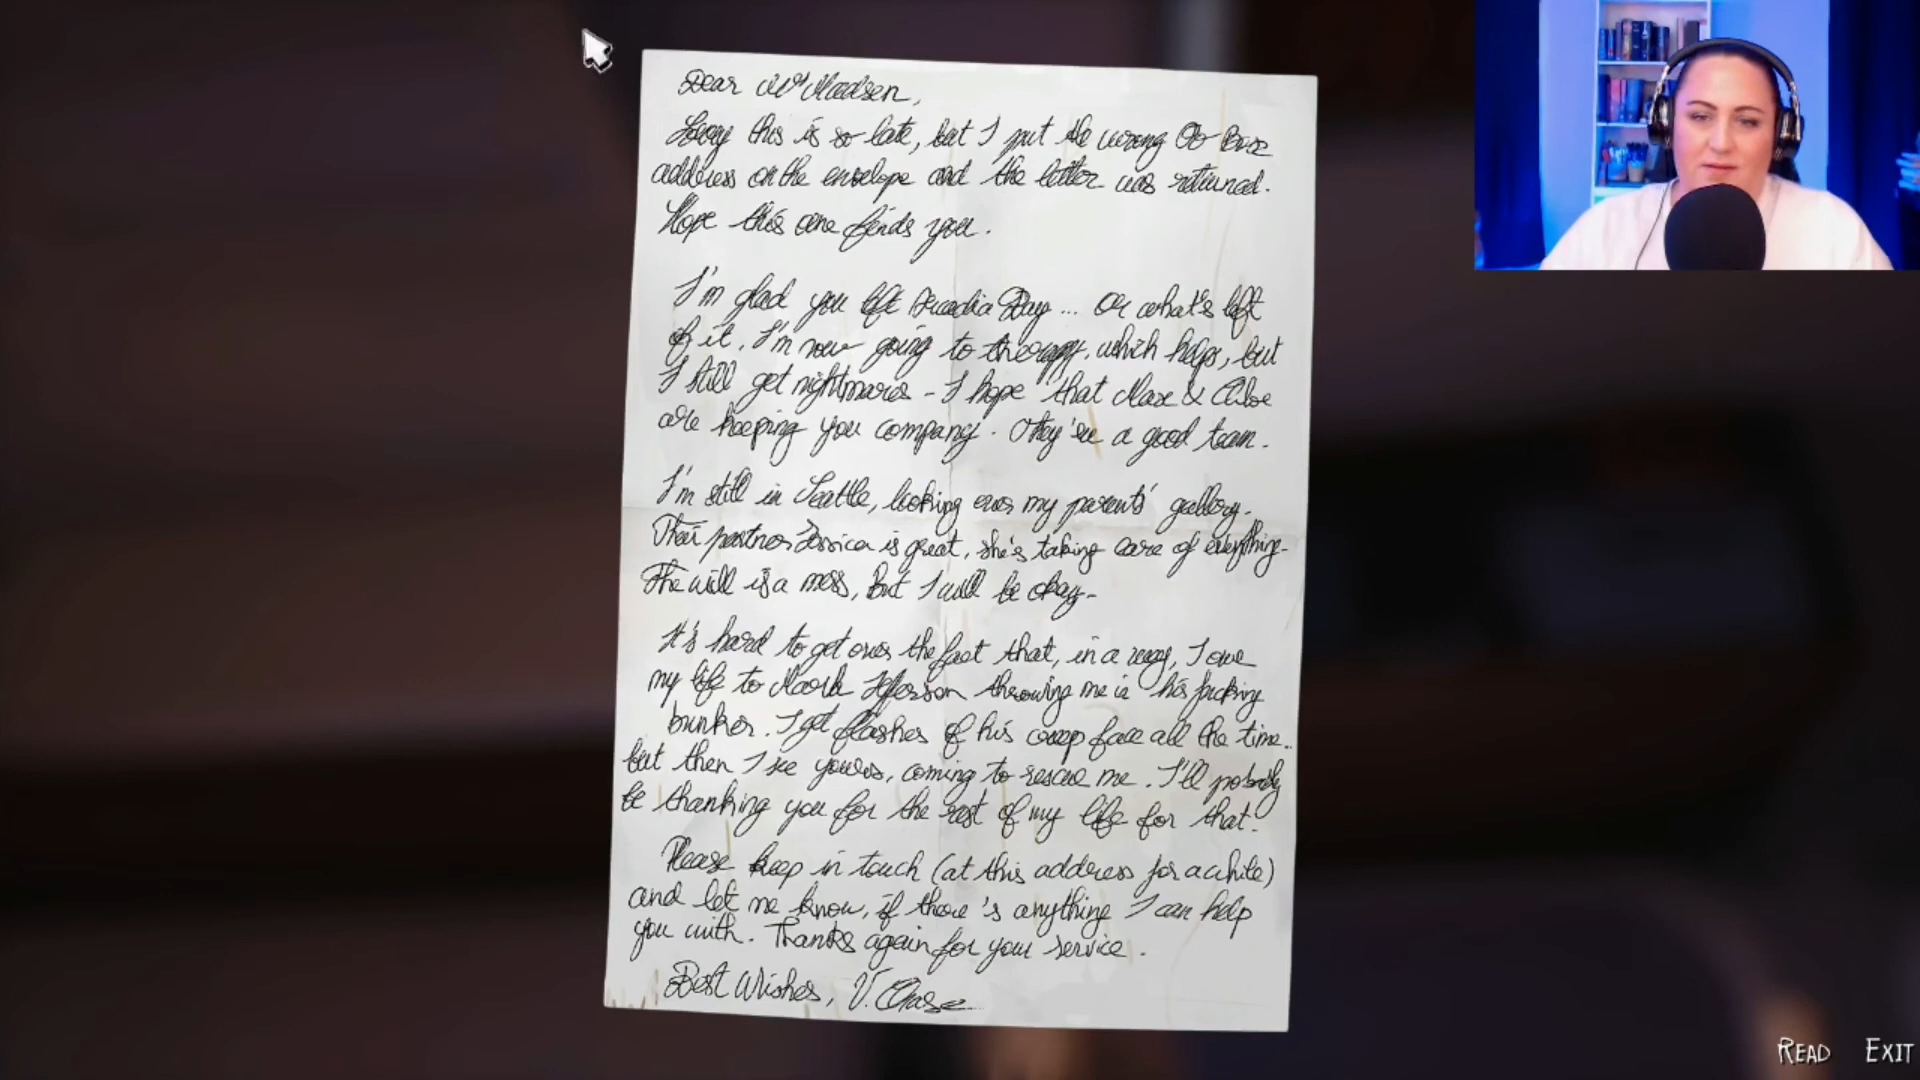 Dear Mr Madsen,
Sorry this is so late, but I put the wrong Po Box
address on the envelope and the letter was returned.
Hope this one finds you.
I'm glad you left Arcadia Bay ... Or what's left
of it. I'm now going to therapy, which helps, but
I still get nightmares - I hope that Max & Chloe
are keeping you company. They're a good team.
I'm still in Seattle, looking over my parents' gallery.
Their partner Jessica is great, she's taking care of everything.
The will is a mess, But I will be okay.
It's hard to get over the fact that, in a way, I owe
my life to Mark Jefferson throwing me in his fucking
bunker. I get flashes of his creep face all the time..
but then I see yours, coming to rescue me. I'll probably
be thanking you for the rest of my life for that.
Please keep in touch (at this address for a while)
and let me know, if there's anything I can help
you with. Thanks again for your service.
Best Wishes, V. Chase
READ EXIT